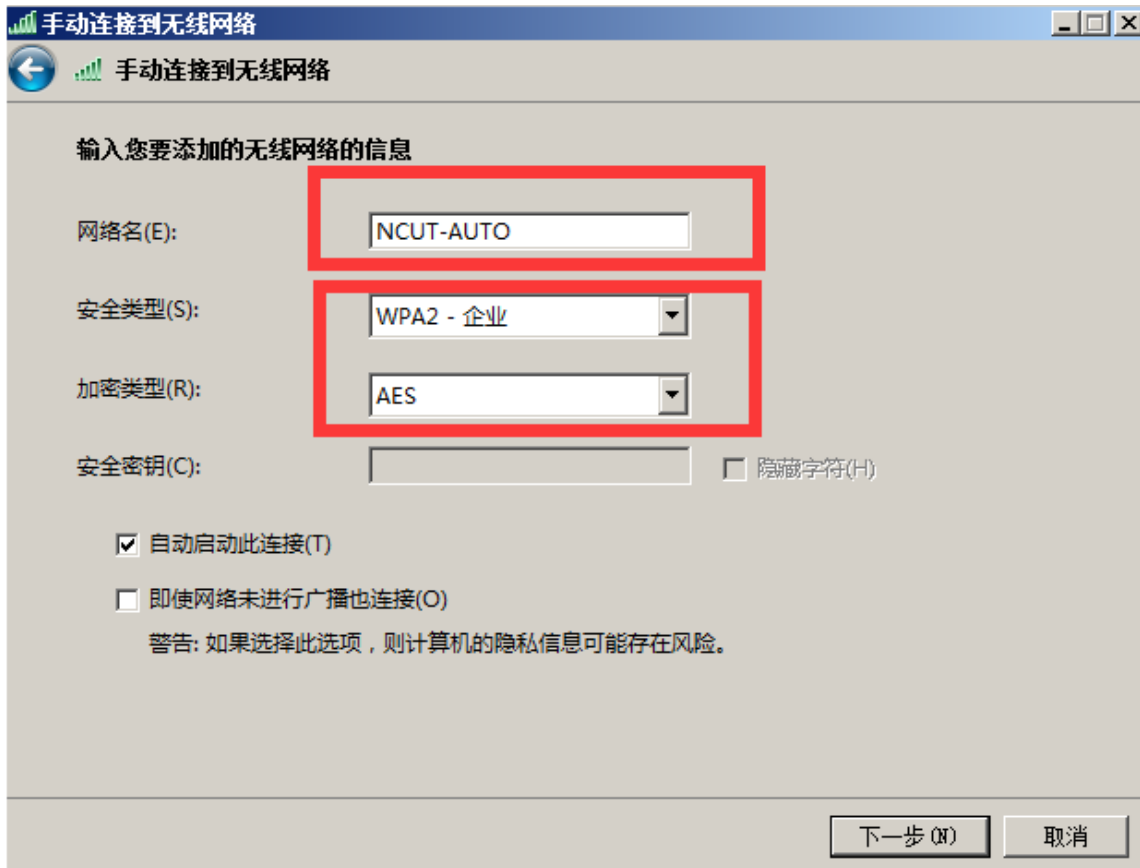 手动连接到无线网络
手动连接到无线网络
输入您要添加的无线网络的信息
网络名(E): NCUT-AUTO
安全类型(S): WPA2 - 企业
加密类型(R): AES
安全密钥(C): 隐藏字符(H)
自动启动此连接(T)
即使网络未进行广播也连接(O)
警告: 如果选择此选项，则计算机的隐私信息可能存在风险。
下一步(N) 取消